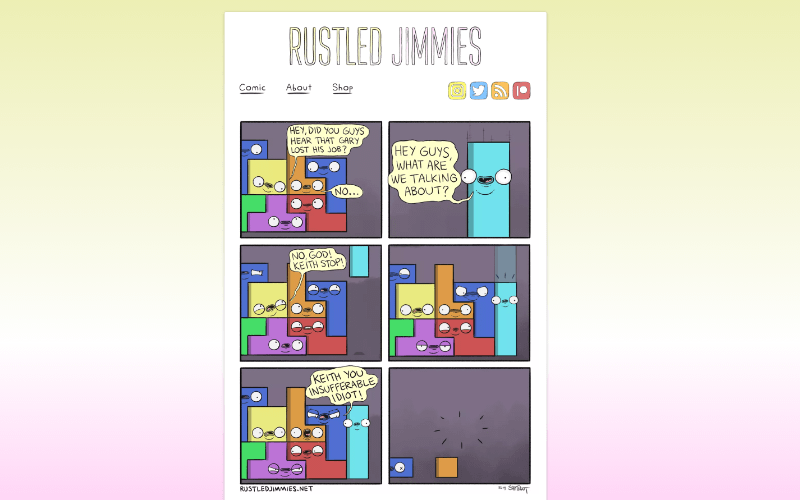 RUSTLED JIMMIES
Comic About Shop
HEY, DID YOU GUYS
HEAR THAT GARY
LOST HIS JOB?
NO...
HEY GUYS,
WHAT ARE
WE TALKING
ABOUT?
NO, GOD!
KEITH STOP!
KEITH YOU
INSUFFERABLE
IDIOT!
RUSTLEDJIMMIES.NET